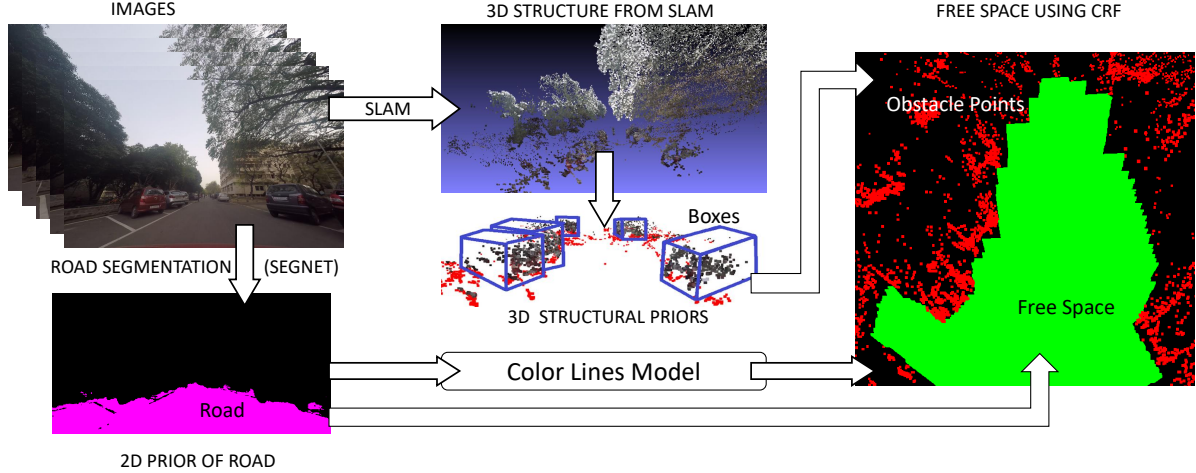 IMAGES
3D STRUCTURE FROM SLAM
FREE SPACE USING CRF
SLAM
Obstacle Points
Boxes
ROAD SEGMENTATION (SEGNET)
3D STRUCTURAL PRIORS
Free Space
Color Lines Model
Road
2D PRIOR OF ROAD